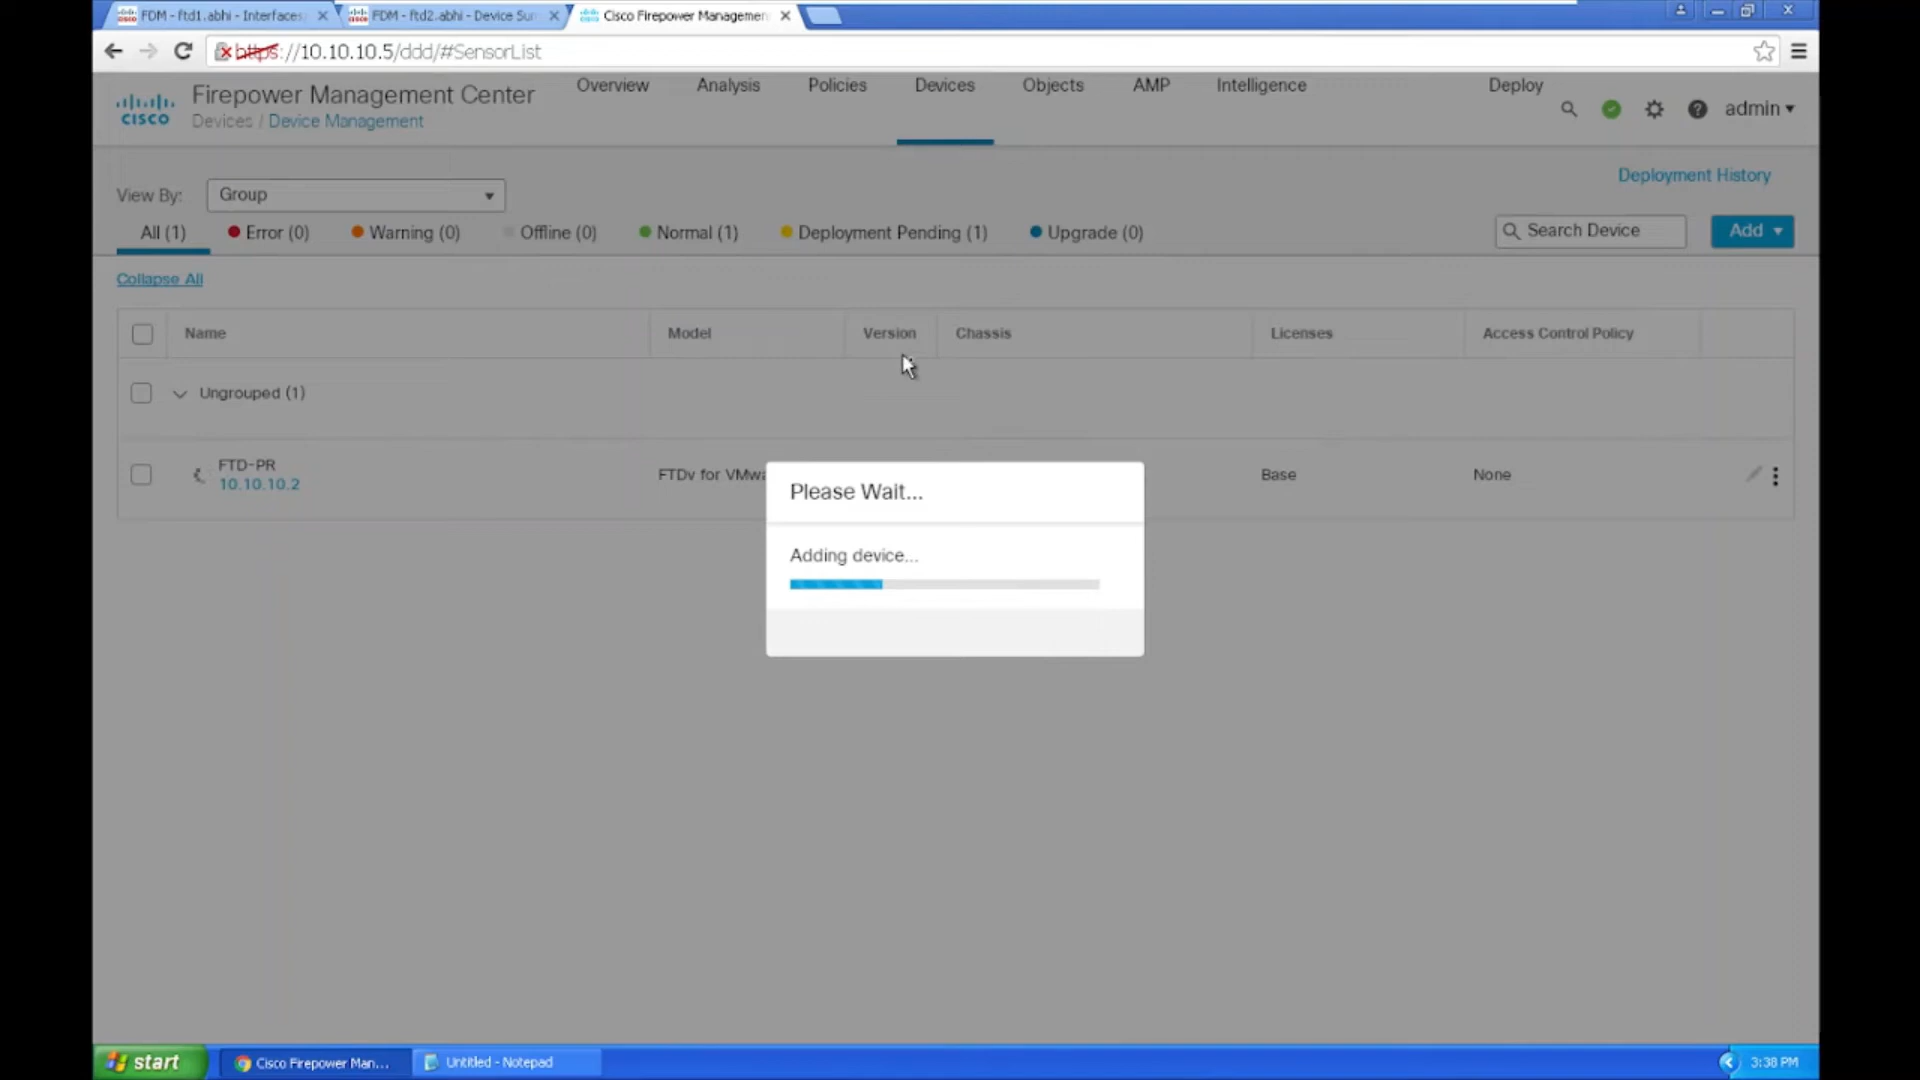 FDM - ftd1.abhi - Interfaces
FDM - ftd2.abhi - Device Sum
Cisco Firepower Managemen
https://10.10.10.5/ddd/#SensorList
CISCO
Firepower Management Center
Devices / Device Management
Overview
Analysis
Policies
Devices
Objects
AMP
Intelligence
Deploy
admin
Deployment History
View By:
Group
All (1)
Error (0)
Warning (0)
Offline (0)
Normal (1)
Deployment Pending (1)
Upgrade (0)
Search Device
Add
Collapse All
Name
Model
Version
Chassis
Licenses
Access Control Policy
Ungrouped (1)
FTD-PR
10.10.10.2
FTDv for VMwa
Base
None
Please Wait...
Adding device...
start
Cisco Firepower Man...
Untitled - Notepad
3:38 PM